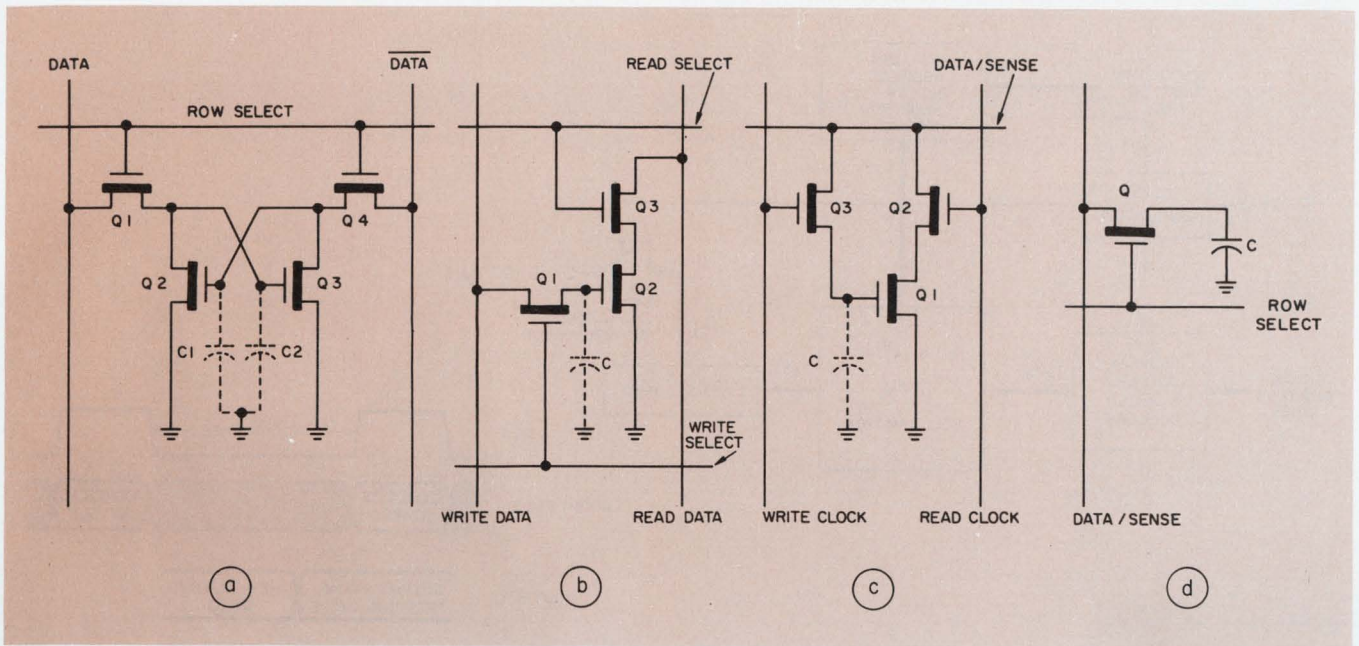 DATA
DATA
ROW SELECT
Q1
Q4
Q2
Q3
C1
C2
a
READ SELECT
Q3
Q1
Q2
C
WRITE
SELECT
WRITE DATA
READ DATA
b
DATA/SENSE
Q3
Q2
Q1
C
WRITE CLOCK
READ CLOCK
c
Q
C
ROW
SELECT
DATA / SENSE
d